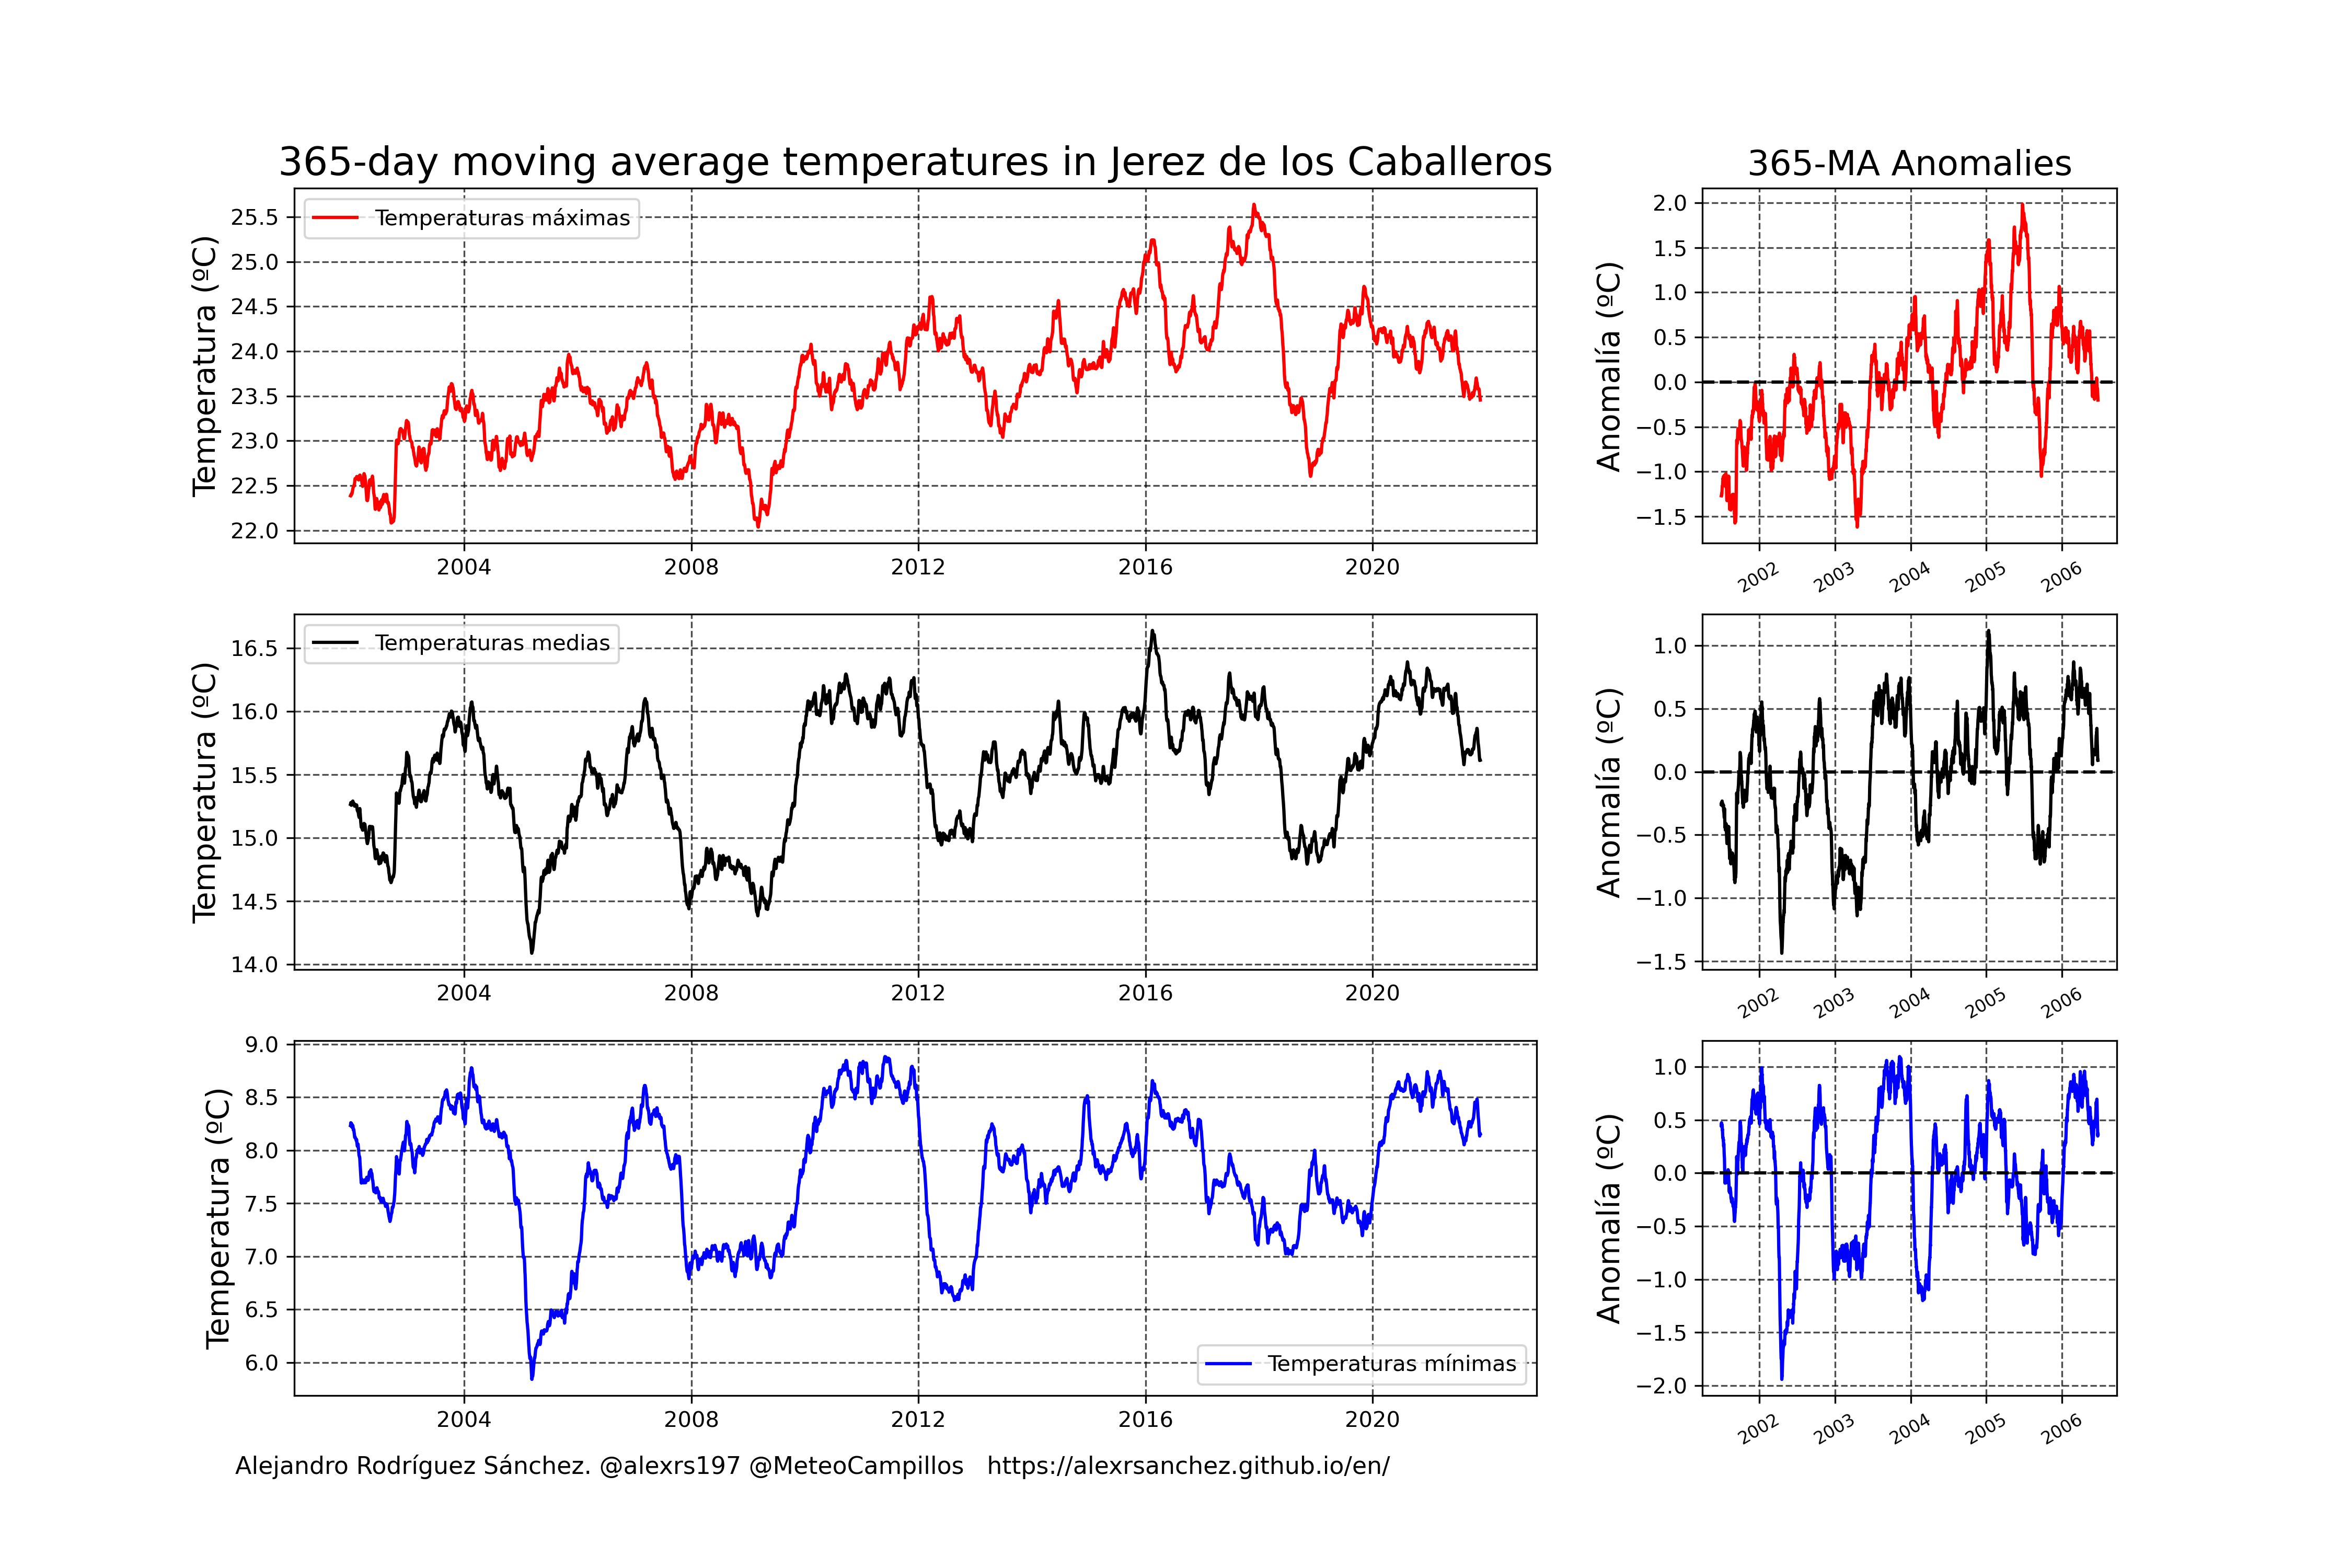 365-day moving average temperatures in Jerez de los Caballeros
365-MA Anomalies
Temperatura (ºC)
25.5
25.0
24.5
24.0
23.5
23.0
22.5
22.0
Temperaturas máximas
2004 2008 2012 2016 2020
Anomalía (ºC)
2.0
1.5
1.0
0.5
0.0
−0.5
−1.0
−1.5
2002 2003 2004 2005 2006
Temperatura (ºC)
16.5
16.0
15.5
15.0
14.5
14.0
Temperaturas medias
2004 2008 2012 2016 2020
Anomalía (ºC)
1.0
0.5
0.0
−0.5
−1.0
−1.5
2002 2003 2004 2005 2006
Temperatura (ºC)
9.0
8.5
8.0
7.5
7.0
6.5
6.0
Temperaturas mínimas
2004 2008 2012 2016 2020
Anomalía (ºC)
1.0
0.5
0.0
−0.5
−1.0
−1.5
−2.0
2002 2003 2004 2005 2006
Alejandro Rodríguez Sánchez. @alexrs197 @MeteoCampillos https://alexrsanchez.github.io/en/